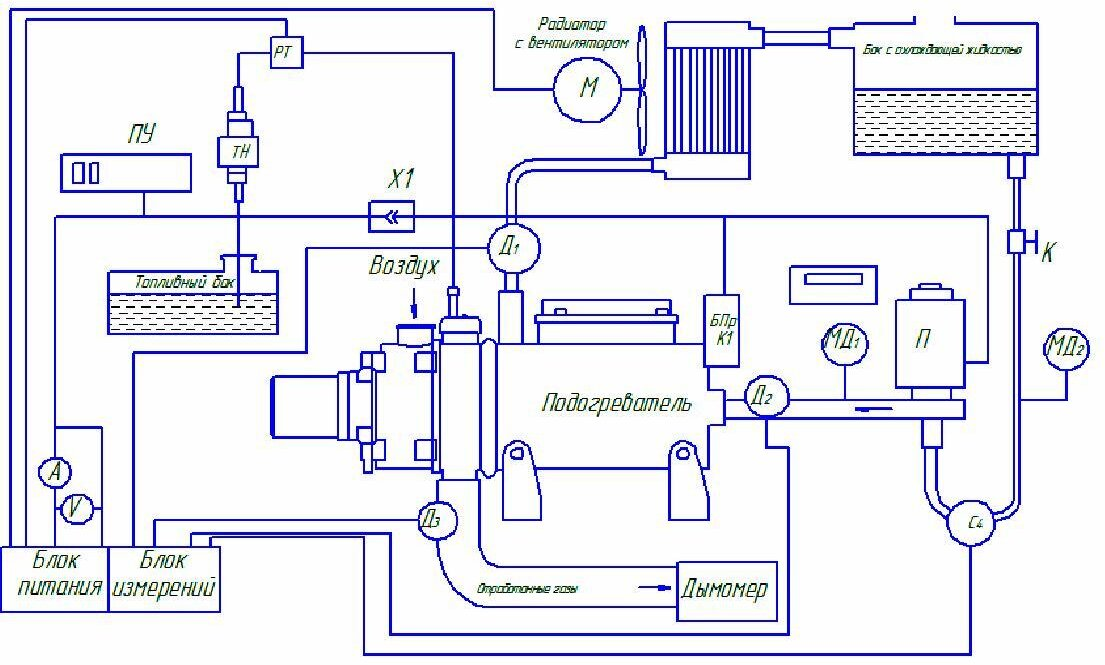 Радиатор
с вентилятором
Бак с охлаждающей жидкостью
РТ
М
ПУ
ТН
Х1
Д1
К
Воздух
Топливный бак
БПр
К1
П
МД1
МД2
Подогреватель
Д2
А
V
Д3
С4
Блок
питания
Блок
измерений
Отработанные газы
Дымомер